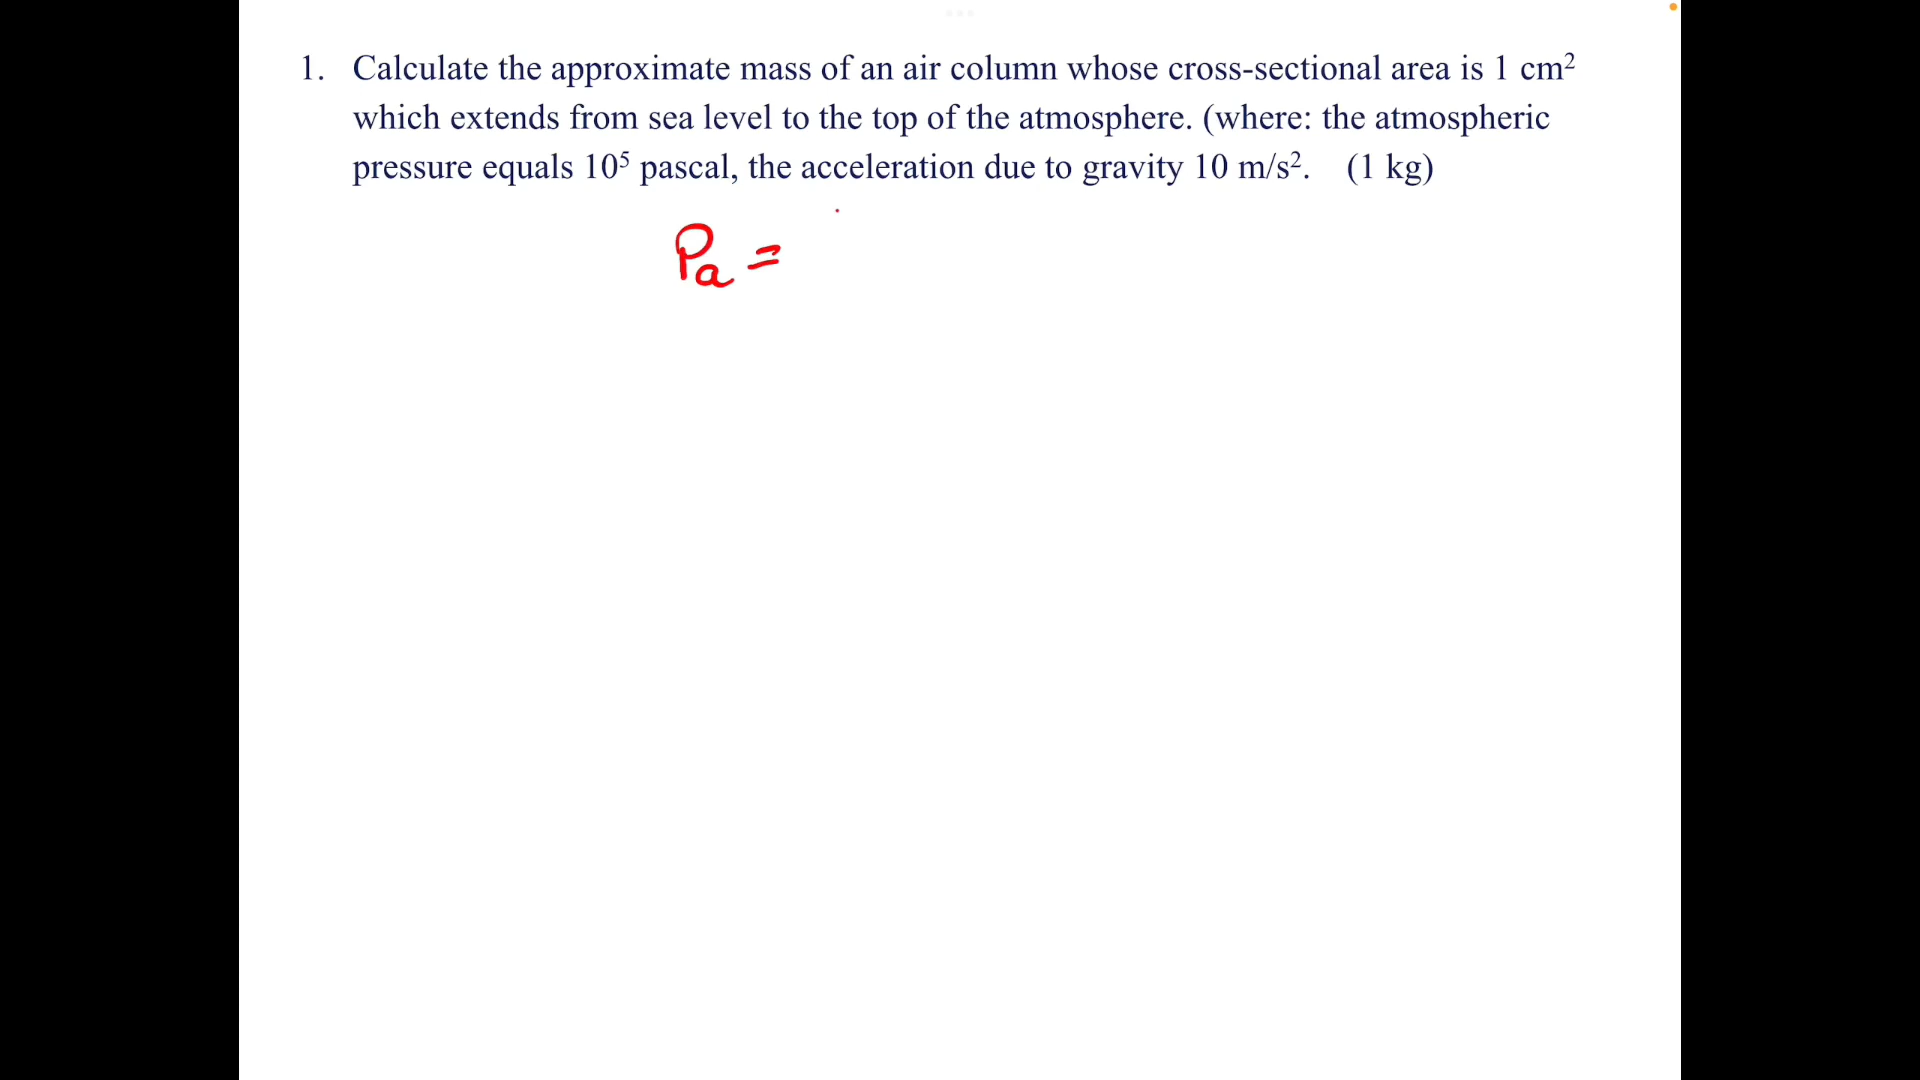 1. Calculate the approximate mass of an air column whose cross-sectional area is 1 cm²
which extends from sea level to the top of the atmosphere. (where: the atmospheric
pressure equals 10⁵ pascal, the acceleration due to gravity 10 m/s². (1 kg)
Pa =